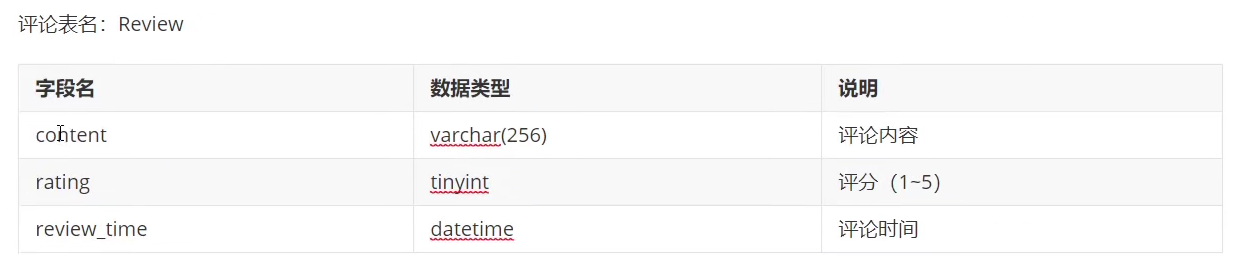 评论表名：Review
字段名 数据类型 说明
content varchar(256) 评论内容
rating tinyint 评分（1~5）
review_time datetime 评论时间